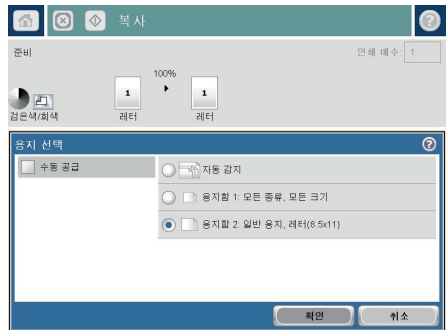 복사
준비
인쇄 매수: 1
100%
1
1
검은색/회색
레터
레터
용지 선택
수동 공급
자동 감지
용지함 1: 모든 종류, 모든 크기
용지함 2: 일반 용지, 레터(8.5x11)
확인
취소